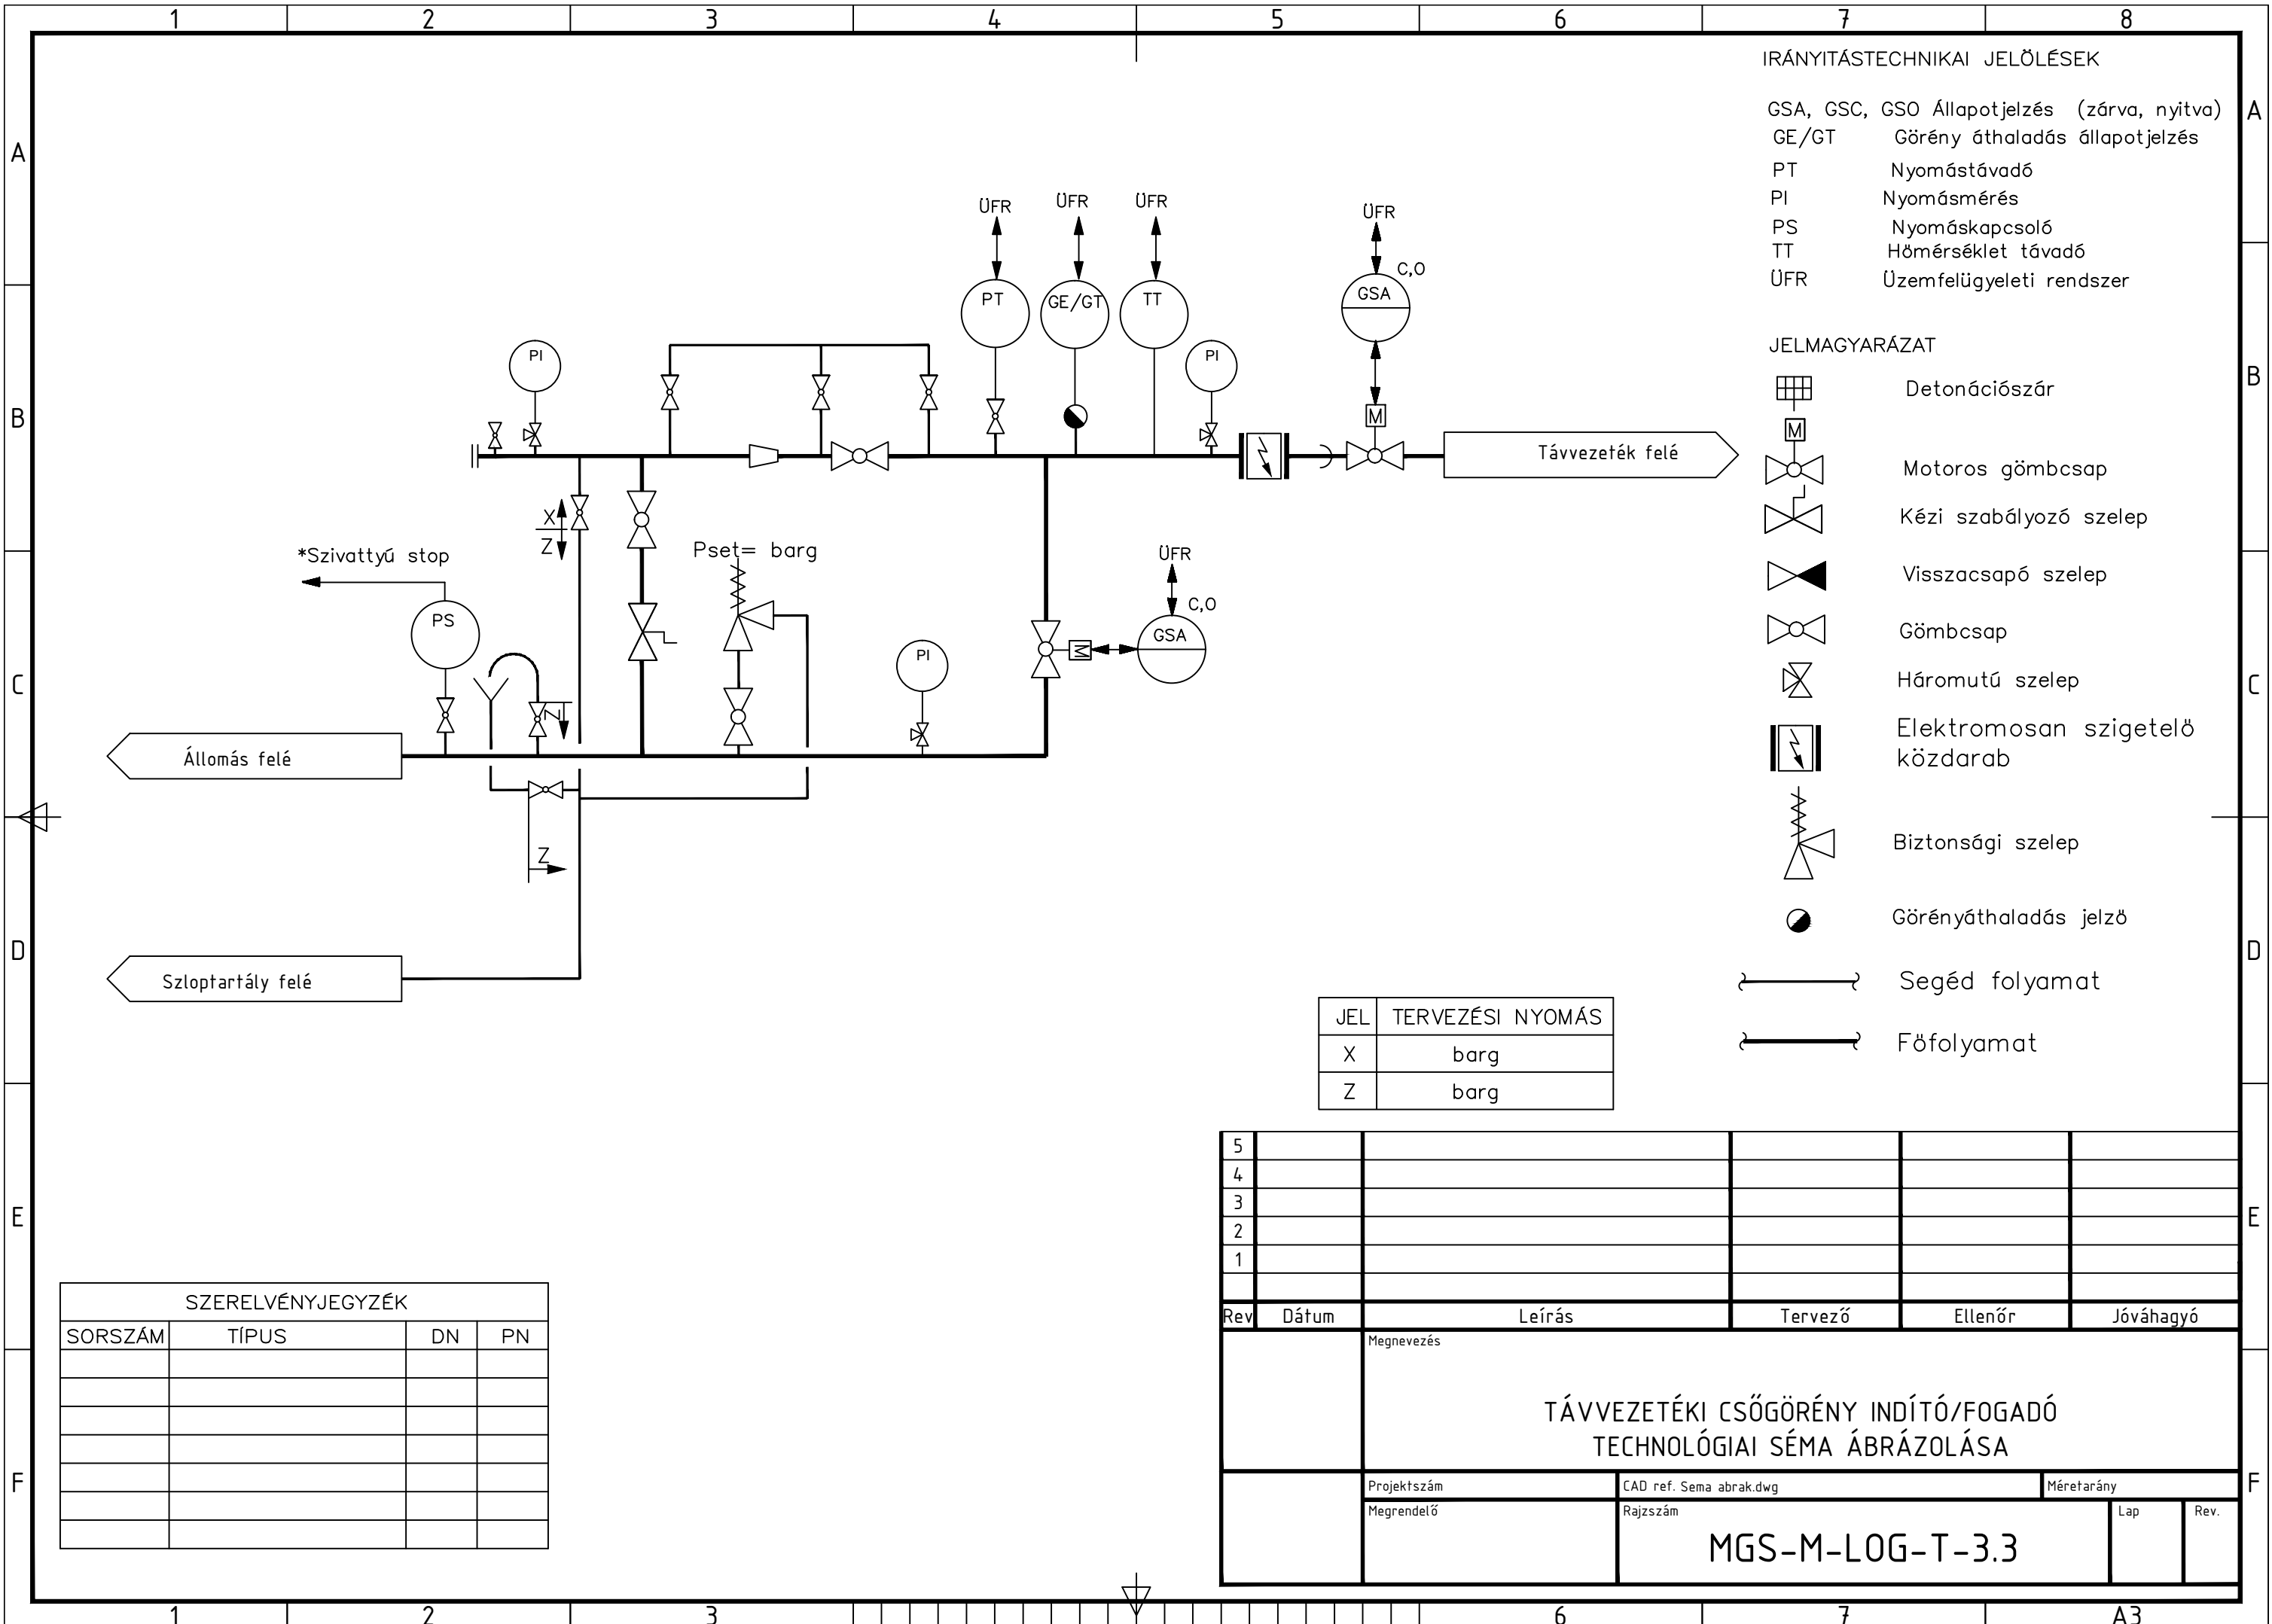 1 2 3 4 5 6 7 8
A
B
C
D
E
F
A
B
C
D
E
F
IRÁNYITÁSTECHNIKAI JELÖLÉSEK
GSA, GSC, GSO Állapotjelzés (zárva, nyitva)
GE/GT Görény áthaladás állapotjelzés
PT Nyomástávadó
PI Nyomásmérés
PS Nyomáskapcsoló
TT Hömérséklet távadó
ÜFR Üzemfelügyeleti rendszer
JELMAGYARÁZAT
Detonációszár
M
Motoros gömbcsap
Kézi szabályozó szelep
Visszacsapó szelep
Gömbcsap
Háromutú szelep
Elektromosan szigetelö
közdarab
Biztonsági szelep
Görényáthaladás jelzö
Segéd folyamat
Föfolyamat
ÜFR ÜFR ÜFR ÜFR
C,O
PT GE/GT TT GSA
PI PI
M
Távvezeték felé
X
Z
*Szivattyú stop
Pset= barg
ÜFR
C,O
PS
GSA
M
PI
Z
Állomás felé
Z
Szloptartály felé
JEL TERVEZÉSI NYOMÁS
X barg
Z barg
5
4
3
2
1
Rev Dátum Leírás Tervező Ellenőr Jóváhagyó
Megnevezés
TÁVVEZETÉKI CSŐGÖRÉNY INDÍTÓ/FOGADÓ
TECHNOLÓGIAI SÉMA ÁBRÁZOLÁSA
Projektszám CAD ref. Sema abrak.dwg Méretarány
Megrendelő Rajzszám Lap Rev.
MGS-M-LOG-T-3.3
SZERELVÉNYJEGYZÉK
SORSZÁM TÍPUS DN PN
1 2 3 6 7 A3